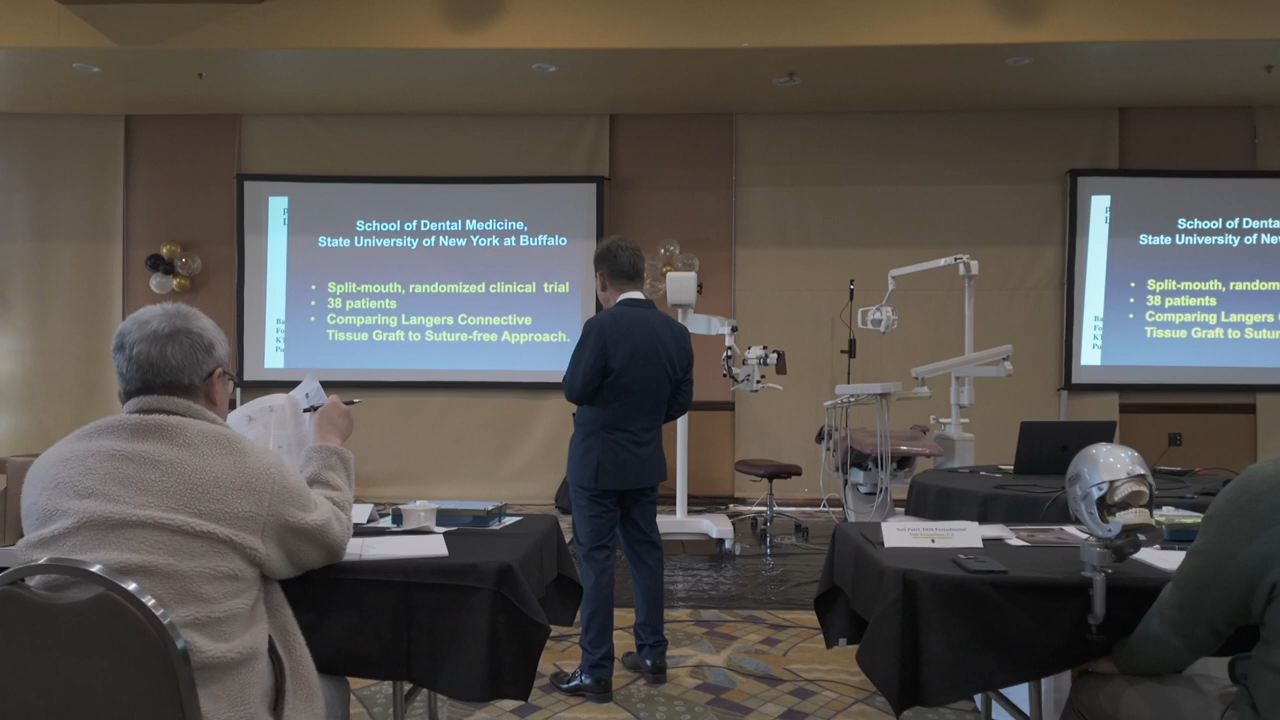 School of Dental Medicine,
State University of New York at Buffalo
• Split-mouth, randomized clinical trial
• 38 patients
• Comparing Langers Connective
Tissue Graft to Suture-free Approach.
School of Denta
State University of Ne
• Split-mouth, random
• 38 patients
• Comparing Langers
Tissue Graft to Sutur